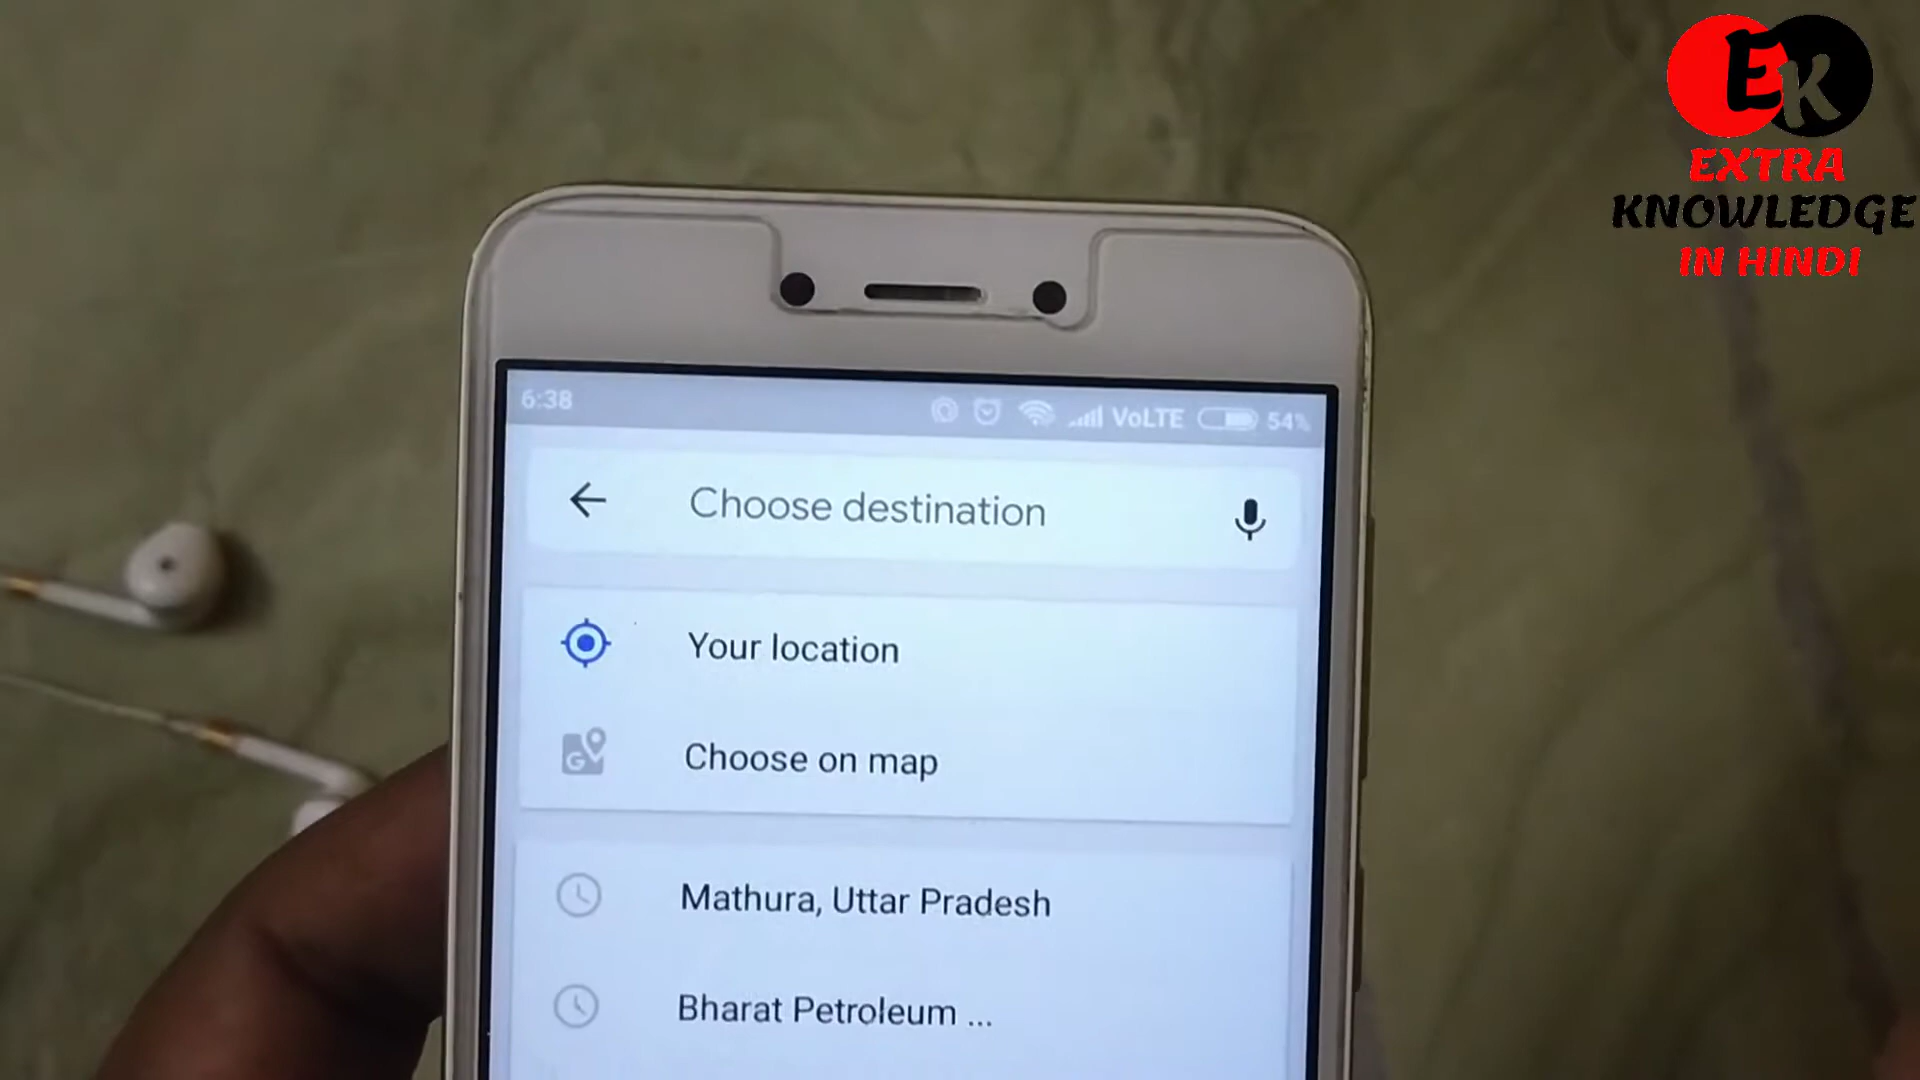 EK
EXTRA
KNOWLEDGE
IN HINDI
6:38 VoLTE 54%
Choose destination
Your location
G
Choose on map
Mathura, Uttar Pradesh
Bharat Petroleum ...